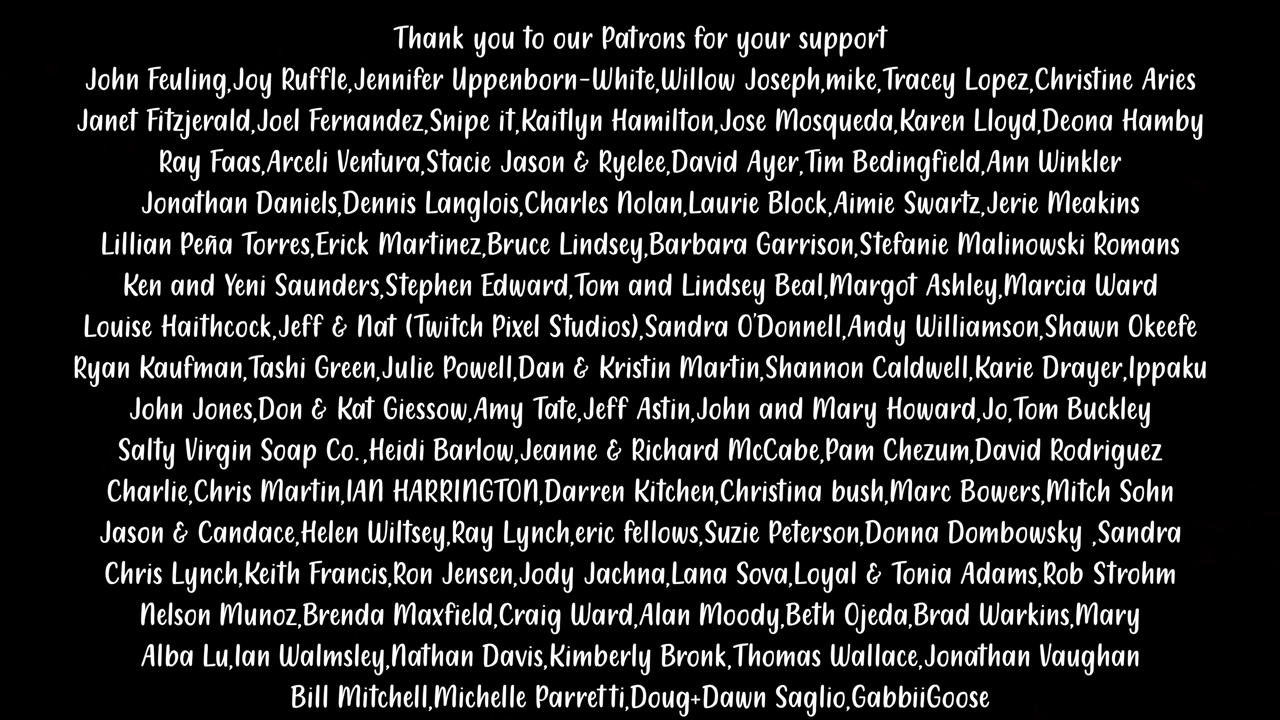 Thank you to our Patrons for your support
John Feuling,Joy Ruffle,Jennifer Uppenborn-White,Willow Joseph,mike,Tracey Lopez,Christine Aries
Janet Fitzjerald,Joel Fernandez,Snipe it,Kaitlyn Hamilton,Jose Mosqueda,Karen Lloyd,Deona Hamby
Ray Faas,Arceli Ventura,Stacie Jason & Ryelee,David Ayer,Tim Bedingfield,Ann Winkler
Jonathan Daniels,Dennis Langlois,Charles Nolan,Laurie Block,Aimie Swartz,Jerie Meakins
Lillian Peña Torres,Erick Martinez,Bruce Lindsey,Barbara Garrison,Stefanie Malinowski Romans
Ken and Yeni Saunders,Stephen Edward,Tom and Lindsey Beal,Margot Ashley,Marcia Ward
Louise Haithcock,Jeff & Nat (Twitch Pixel Studios),Sandra O'Donnell,Andy Williamson,Shawn Okeefe
Ryan Kaufman,Tashi Green,Julie Powell,Dan & Kristin Martin,Shannon Caldwell,Karie Drayer,Ippaku
John Jones,Don & Kat Giessow,Amy Tate,Jeff Astin,John and Mary Howard,Jo,Tom Buckley
Salty Virgin Soap Co.,Heidi Barlow,Jeanne & Richard McCabe,Pam Chezum,David Rodriguez
Charlie,Chris Martin,IAN HARRINGTON,Darren Kitchen,Christina bush,Marc Bowers,Mitch Sohn
Jason & Candace,Helen Wiltsey,Ray Lynch,eric fellows,Suzie Peterson,Donna Dombowsky ,Sandra
Chris Lynch,Keith Francis,Ron Jensen,Jody Jachna,Lana Sova,Loyal & Tonia Adams,Rob Strohm
Nelson Munoz,Brenda Maxfield,Craig Ward,Alan Moody,Beth Ojeda,Brad Warkins,Mary
Alba Lu,Ian Walmsley,Nathan Davis,Kimberly Bronk,Thomas Wallace,Jonathan Vaughan
Bill Mitchell,Michelle Parretti,Doug+Dawn Saglio,GabbiiGoose